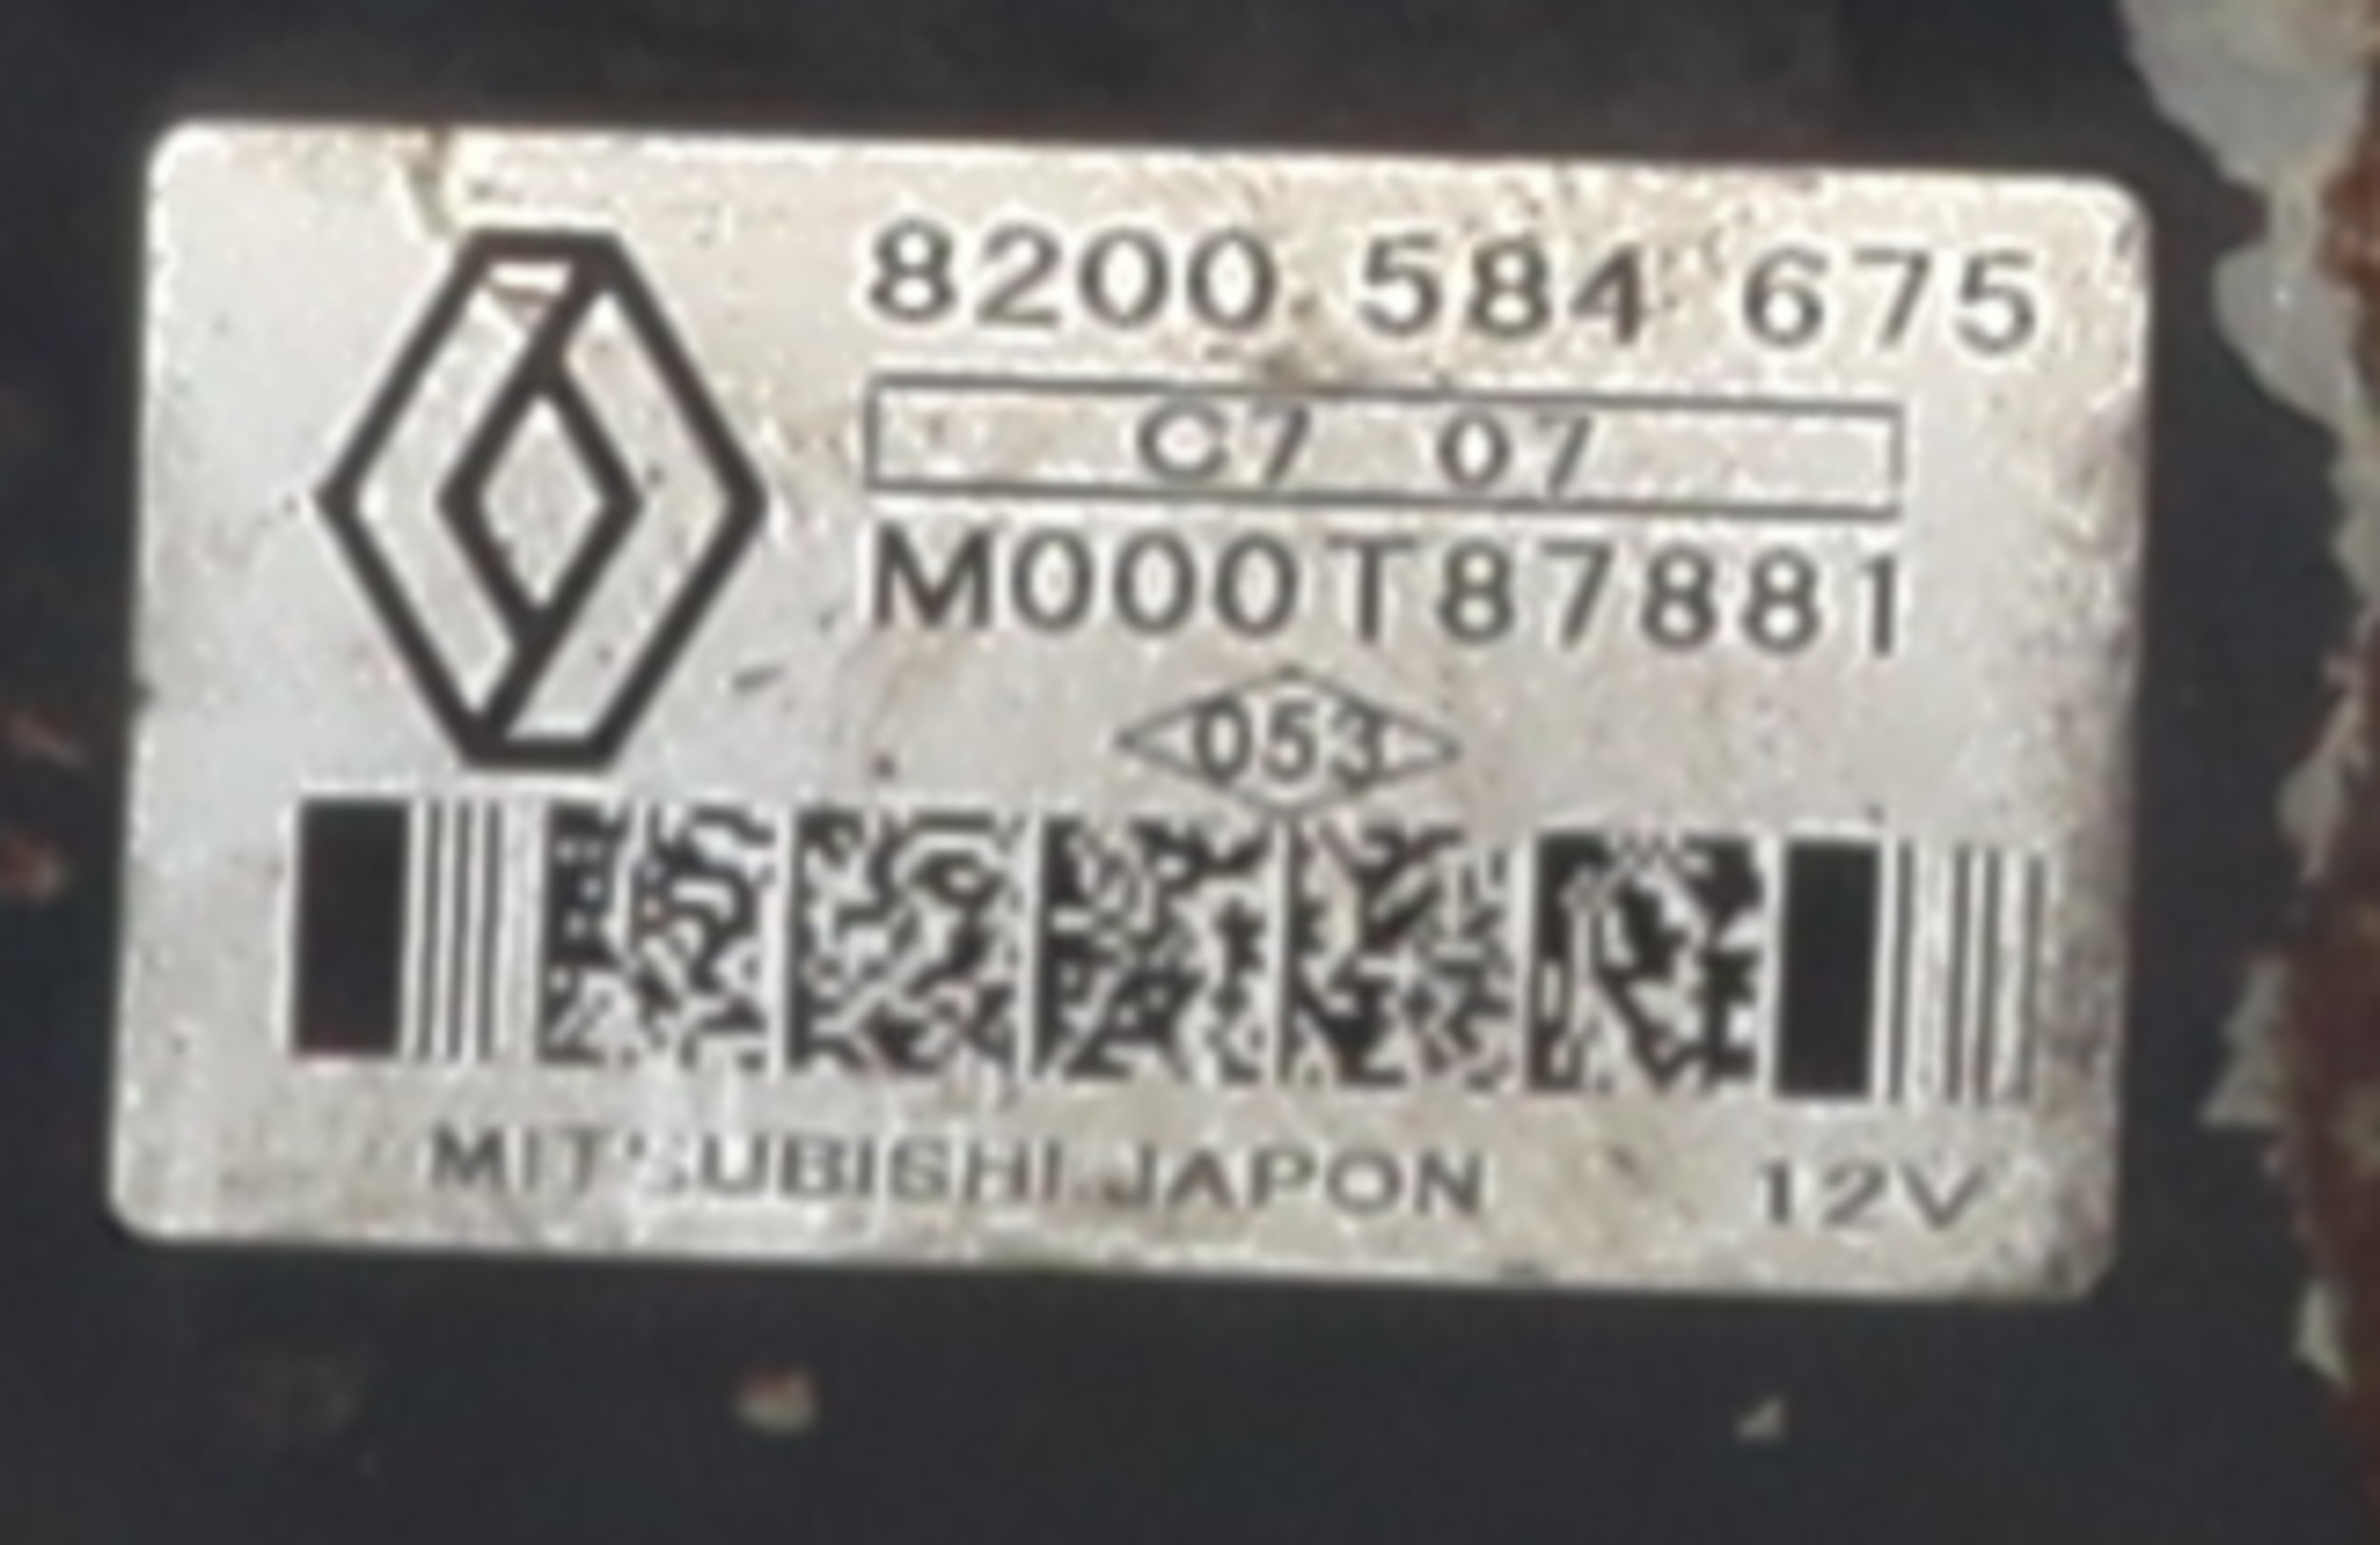 8200 584 675
C7 07
M000T87881
053
MITSUBISHI JAPON 12V